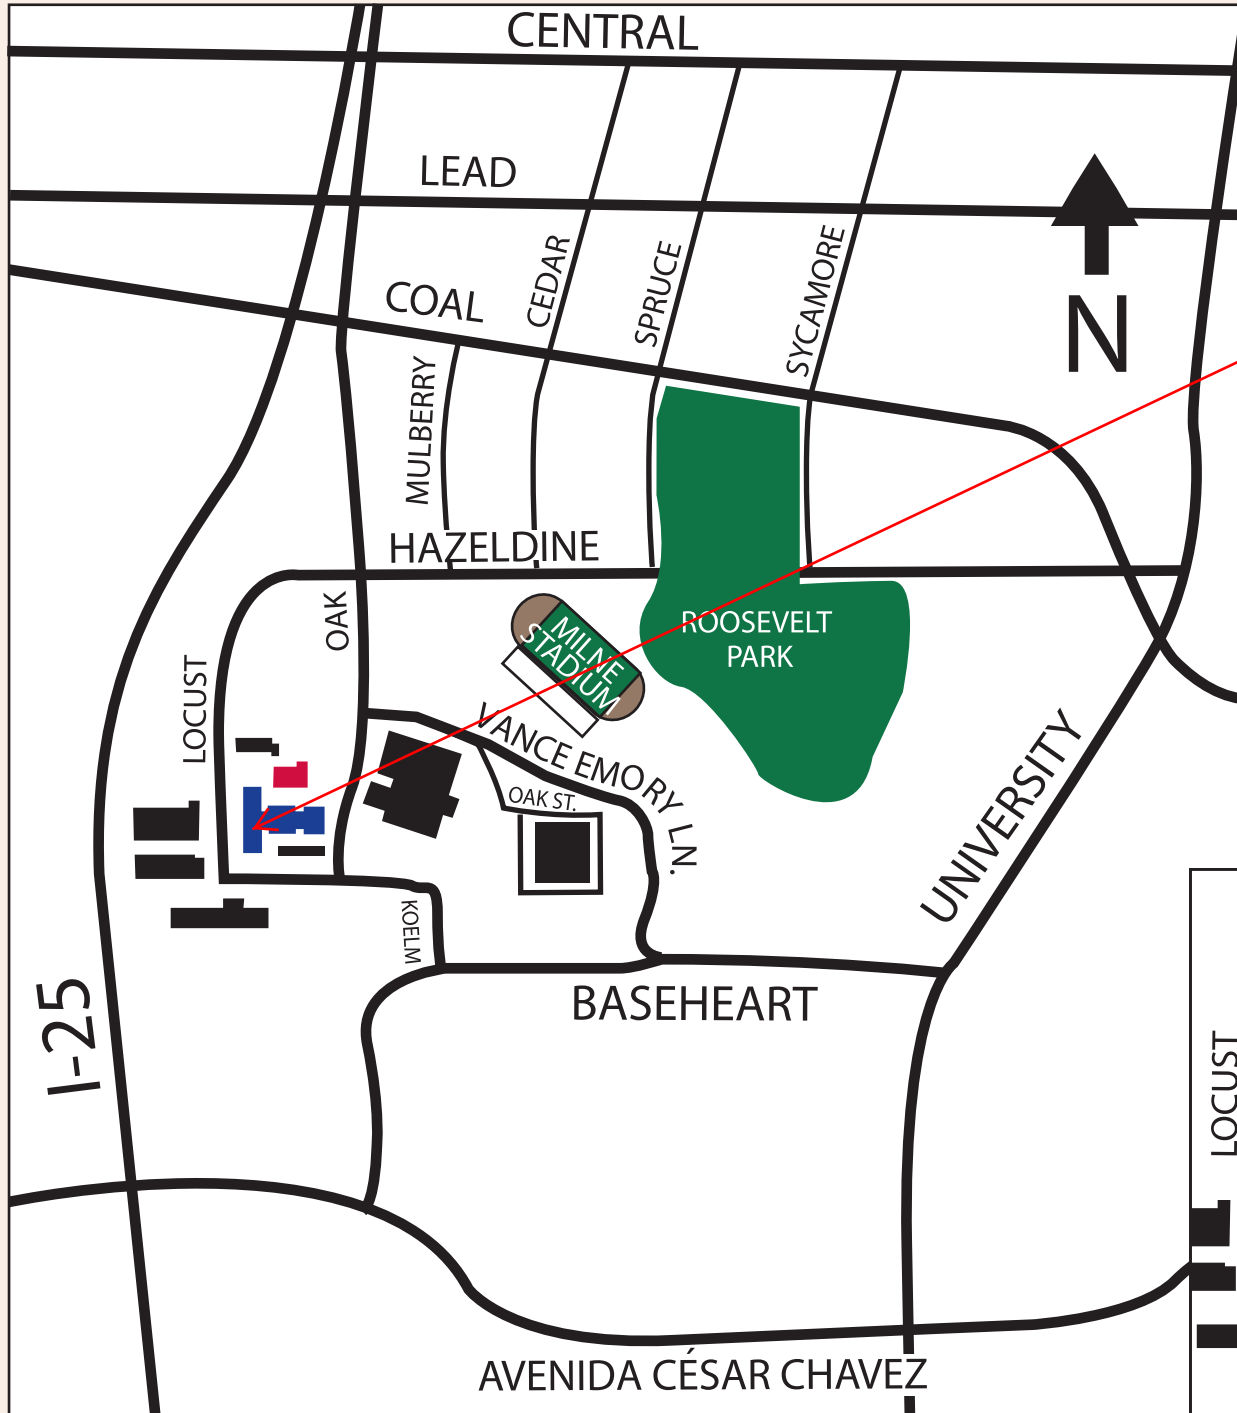 CENTRAL
LEAD
CEDAR
SPRUCE
SYCAMORE
COAL
N
MULBERRY
HAZELDINE
OAK
MILNE
STADIUM
ROOSEVELT
PARK
LOCUST
VANCE EMORY LN.
OAK ST.
UNIVERSITY
KOELM
I-25
BASEHEART
LOCUST
AVENIDA CÉSAR CHAVEZ